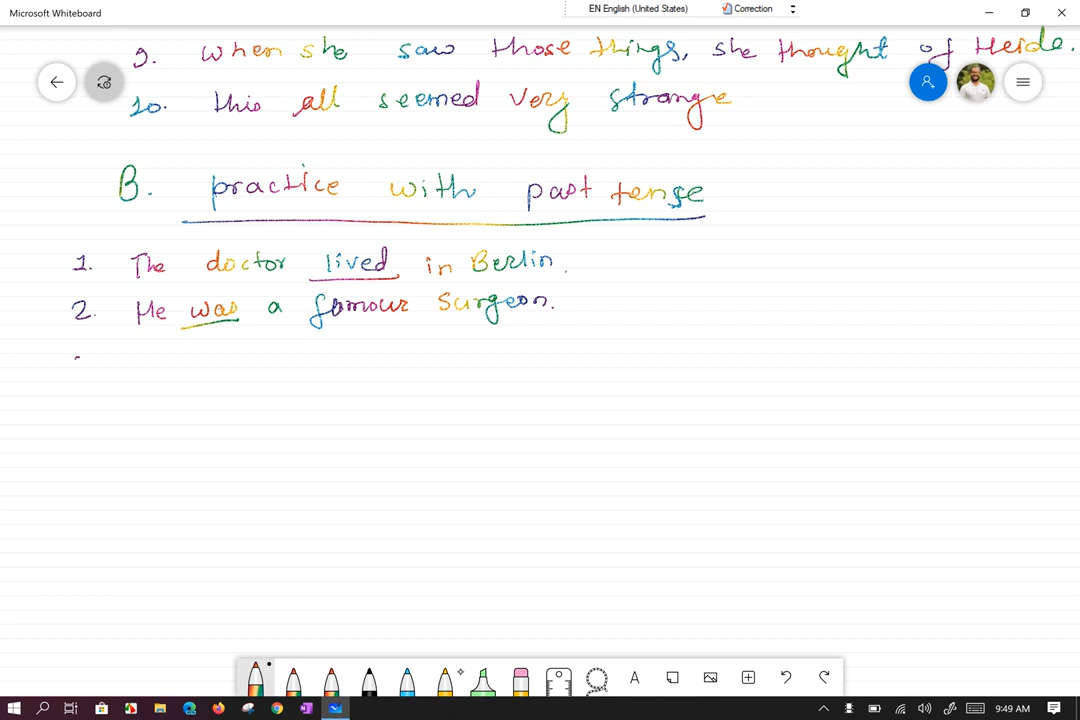 Microsoft Whiteboard
EN English (United States)
Correction
9. When she saw those things, she thought of Heide.
10. this all seemed very strange
B. practice with past tense
1. The doctor lived in Berlin.
2. He was a famour Surgeon.
A
9:49 AM